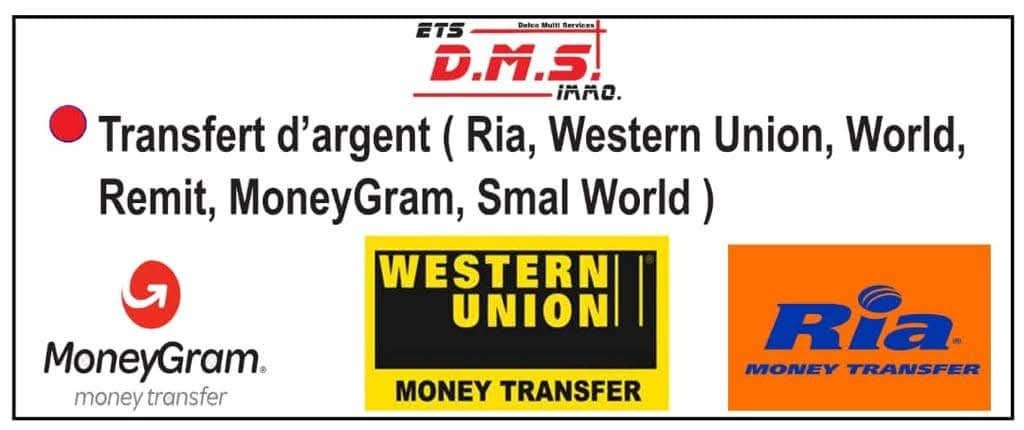 ETS
Delco Multi Services
D.M.S!
IMMO.
Transfert d’argent ( Ria, Western Union, World,
Remit, MoneyGram, Smal World )
MoneyGram®
money transfer
WESTERN
UNION®
MONEY TRANSFER
Ria®
MONEY TRANSFER